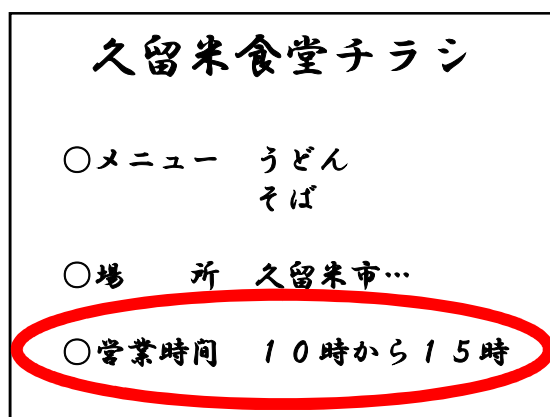 久留米食堂チラシ
○メニュー　うどん
そば
○場　　所　久留米市…
○営業時間　１０時から１５時